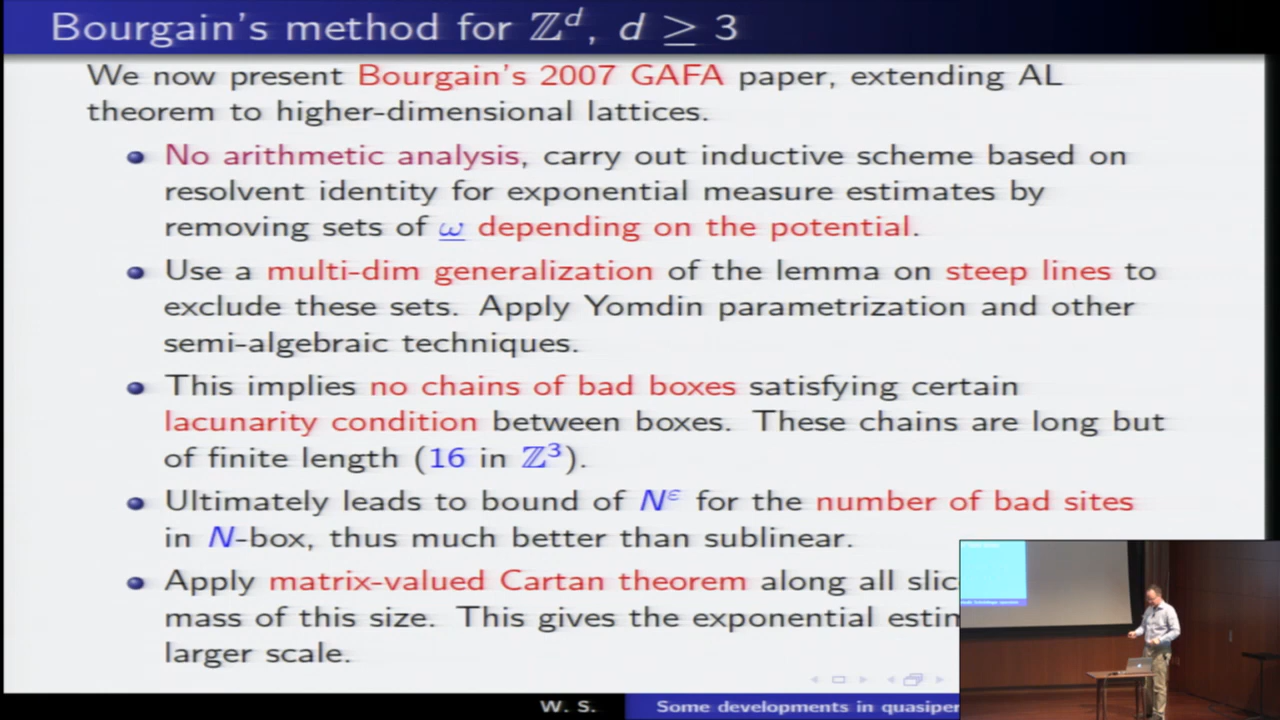 Bourgain's method for ℤᵈ, d ≥ 3
We now present Bourgain's 2007 GAFA paper, extending AL
theorem to higher-dimensional lattices.
No arithmetic analysis, carry out inductive scheme based on
resolvent identity for exponential measure estimates by
removing sets of ω depending on the potential.
Use a multi-dim generalization of the lemma on steep lines to
exclude these sets. Apply Yomdin parametrization and other
semi-algebraic techniques.
This implies no chains of bad boxes satisfying certain
lacunarity condition between boxes. These chains are long but
of finite length (16 in ℤ³).
Ultimately leads to bound of Nᵋ for the number of bad sites
in N-box, thus much better than sublinear.
Apply matrix-valued Cartan theorem along all slic
mass of this size. This gives the exponential estin
larger scale.
W. S.
Some developments in quasiper